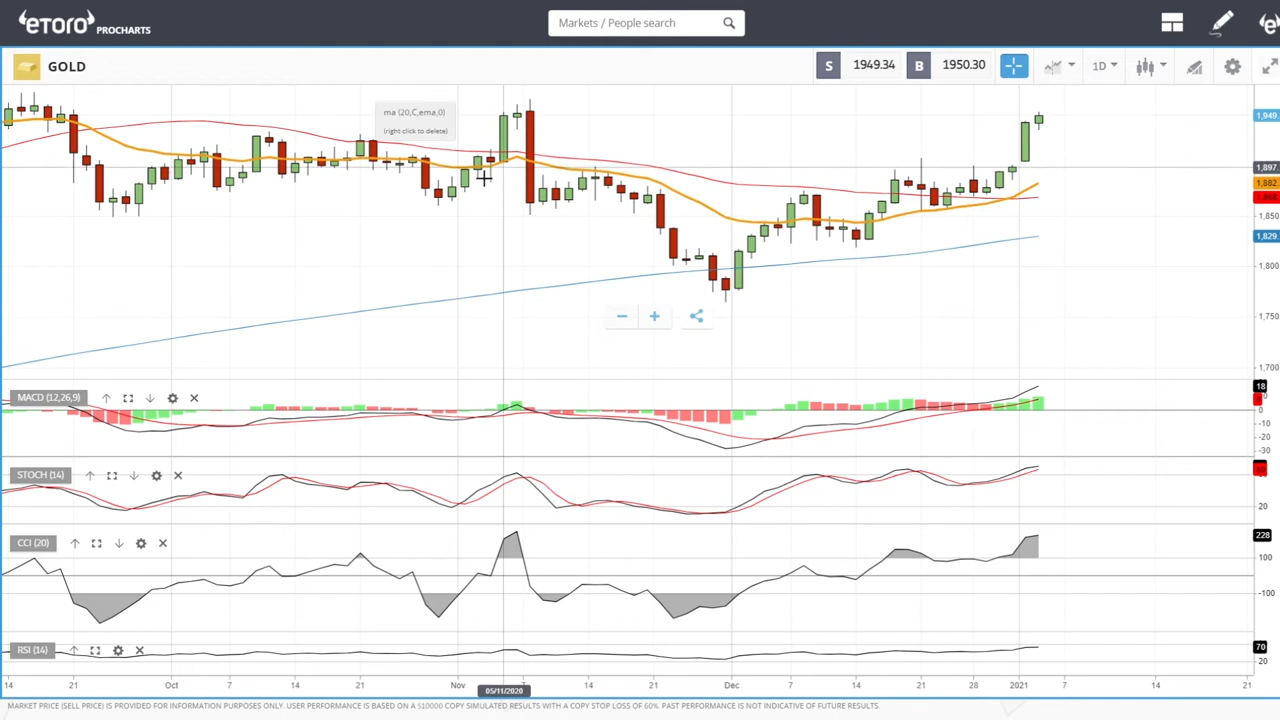 eTORO PROCHARTS
Markets / People search
GOLD
S 1949.34 B 1950.30
1D
ma (20,C,ema,0)
(right click to delete)
1,949.
1,897
1,882
1,850
1,829
1,800
1,750
1,700
MACD (12,26,9)
18
0
-10
-20
-30
STOCH (14)
20
CCI (20)
228
100
-100
RSI (14)
70
20
14 21 Oct 7 14 21 Nov 05/11/2020 14 21 Dec 7 14 21 28 2021 7 14 21
MARKET PRICE (SELL PRICE) IS PROVIDED FOR INFORMATION PURPOSES ONLY. USER PERFORMANCE IS BASED ON A $10000 COPY SIMULATED RESULTS WITH A COPY STOP LOSS OF 60%. PAST PERFORMANCE IS NOT INDICATIVE OF FUTURE RESULTS.